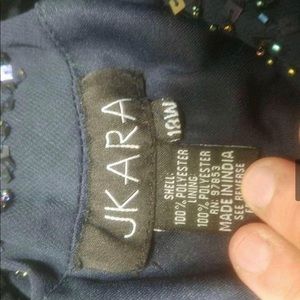 JKARA
18W
SHELL:
100% POLYESTER
LINING:
100% POLYESTER
RN: 97853
MADE IN INDIA
SEE REVERSE